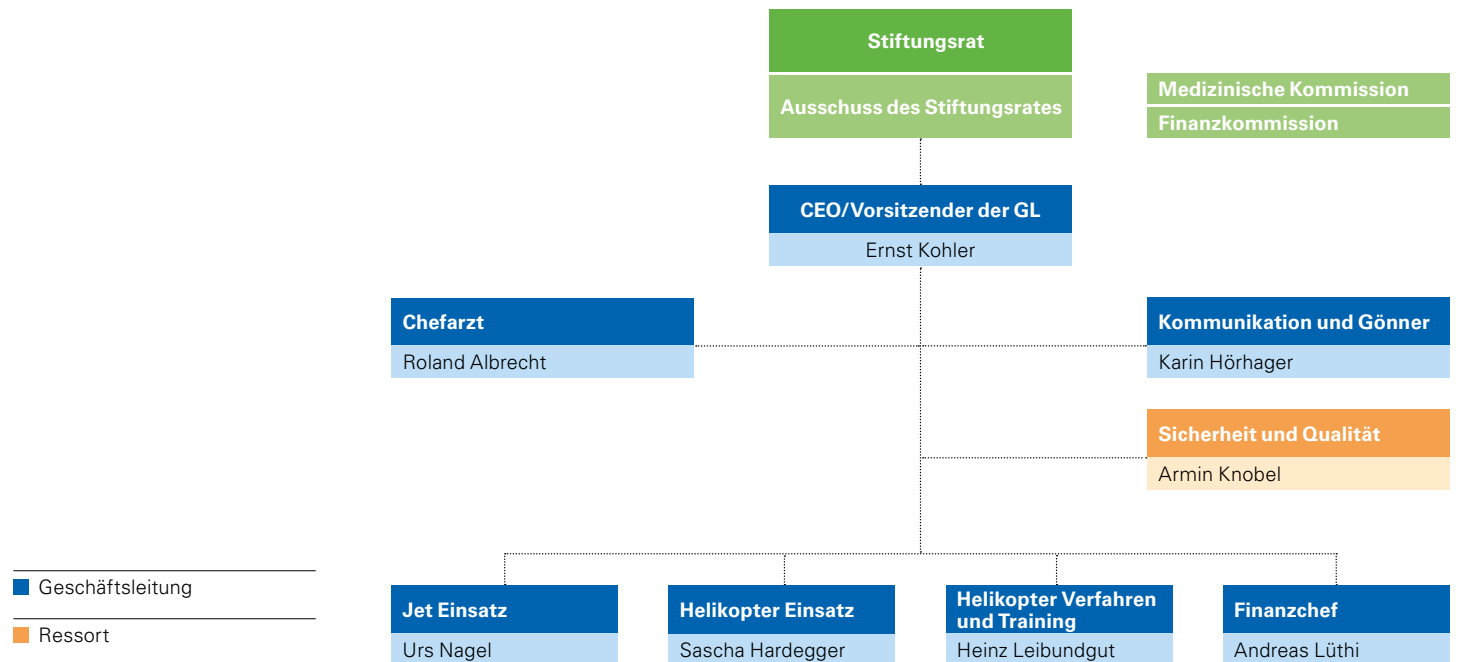 Stiftungsrat
Ausschuss des Stiftungsrates
Medizinische Kommission
Finanzkommission
CEO/Vorsitzender der GL
Ernst Kohler
Chefarzt
Roland Albrecht
Kommunikation und Gönner
Karin Hörhager
Sicherheit und Qualität
Armin Knobel
Geschäftsleitung
Ressort
Jet Einsatz
Urs Nagel
Helikopter Einsatz
Sascha Hardegger
Helikopter Verfahren
und Training
Heinz Leibundgut
Finanzchef
Andreas Lüthi